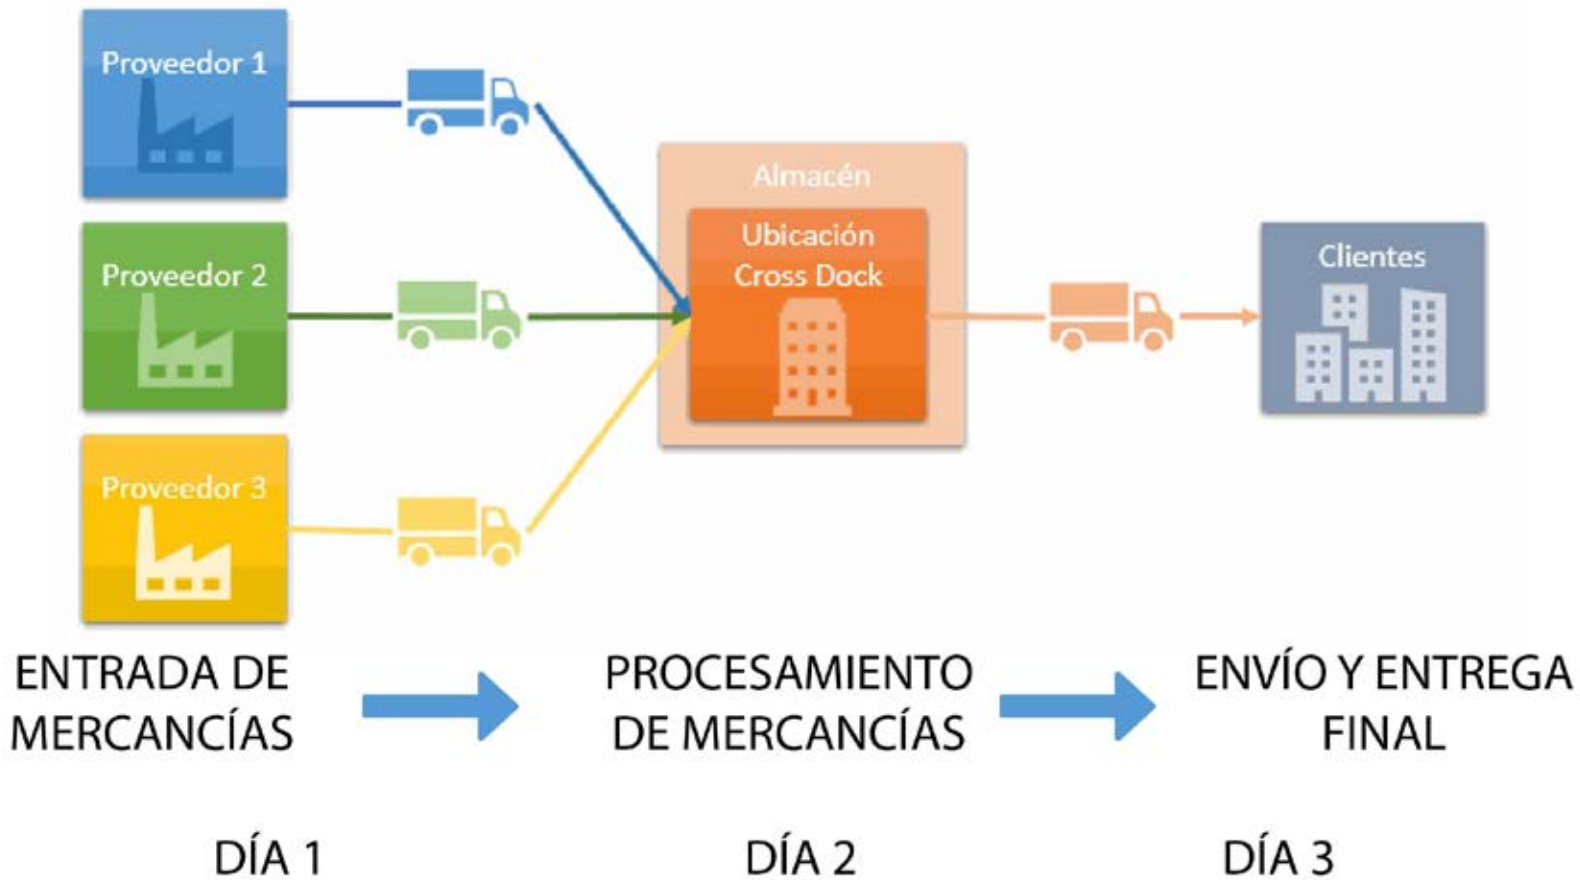 Proveedor 1
Proveedor 2
Proveedor 3
Almacén
Ubicación
Cross Dock
Clientes
ENTRADA DE
MERCANCÍAS
PROCESAMIENTO
DE MERCANCÍAS
ENVÍO Y ENTREGA
FINAL
DÍA 1
DÍA 2
DÍA 3